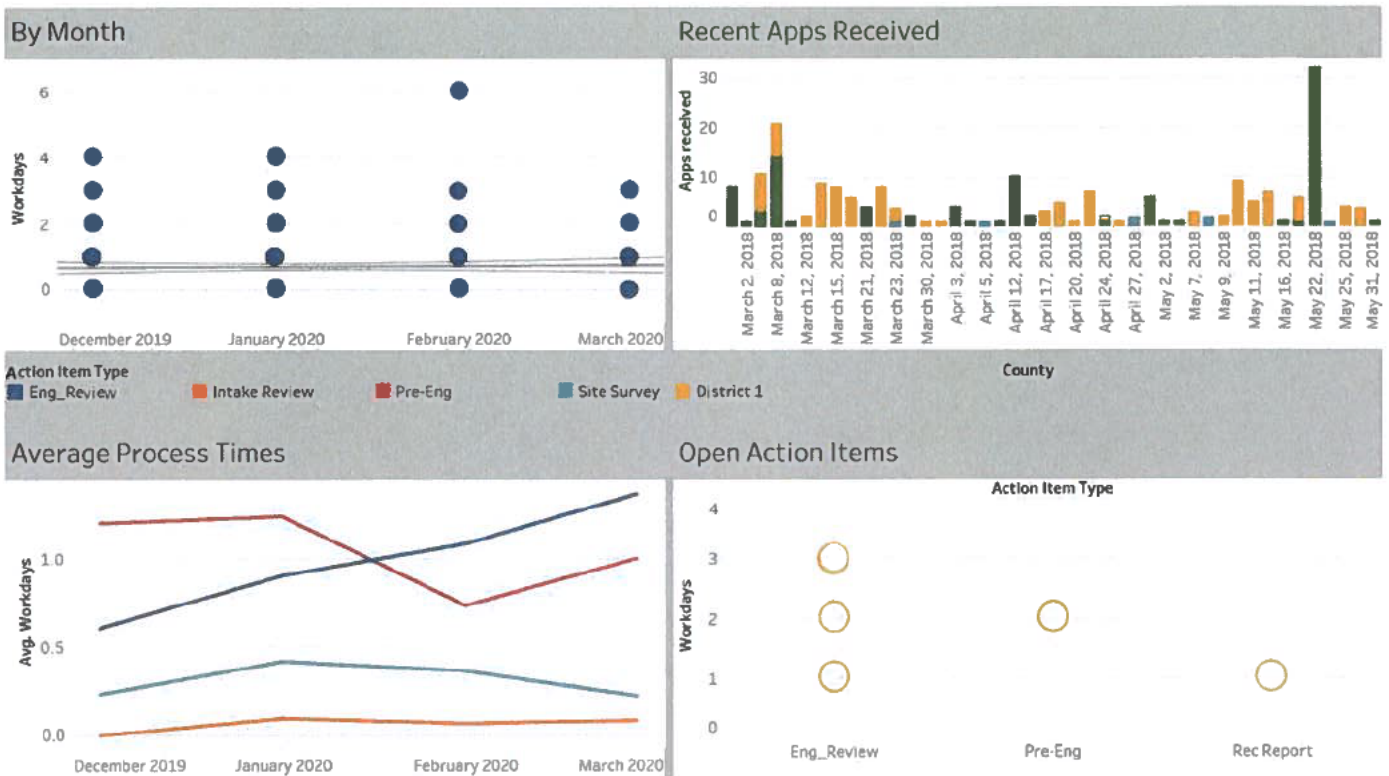 By Month
Workdays
6
4
2
0
December 2019 January 2020 February 2020 March 2020
Recent Apps Received
Apps received
30
20
10
0
March 2, 2018
March 8, 2018
March 12, 2018
March 15, 2018
March 21, 2018
March 23, 2018
March 30, 2018
April 3, 2018
April 5, 2018
April 12, 2018
April 17, 2018
April 20, 2018
April 24, 2018
April 27, 2018
May 2, 2018
May 7, 2018
May 9, 2018
May 11, 2018
May 16, 2018
May 22, 2018
May 25, 2018
May 31, 2018
Action Item Type
Eng_Review Intake Review Pre-Eng Site Survey District 1
County
Average Process Times
Avg. Workdays
1.0
0.5
0.0
December 2019 January 2020 February 2020 March 2020
Open Action Items
Action Item Type
Workdays
4
3
2
1
0
Eng_Review Pre-Eng Rec Report